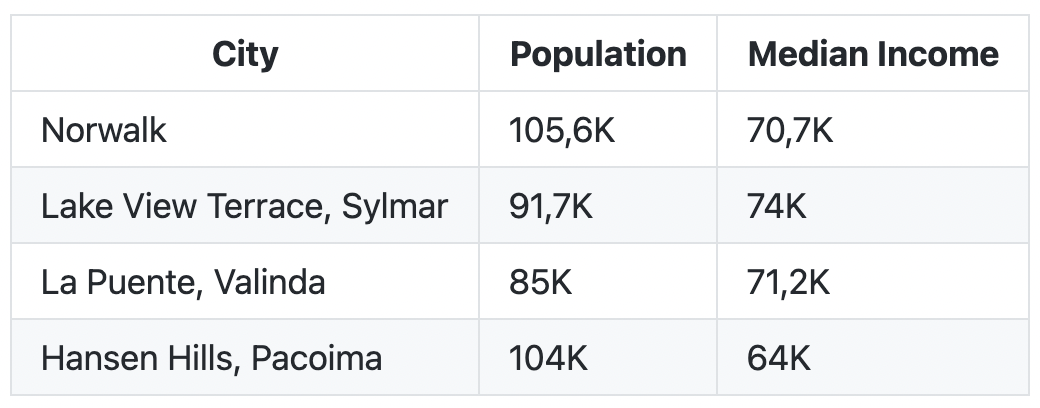 City Population Median Income
Norwalk 105,6K 70,7K
Lake View Terrace, Sylmar 91,7K 74K
La Puente, Valinda 85K 71,2K
Hansen Hills, Pacoima 104K 64K